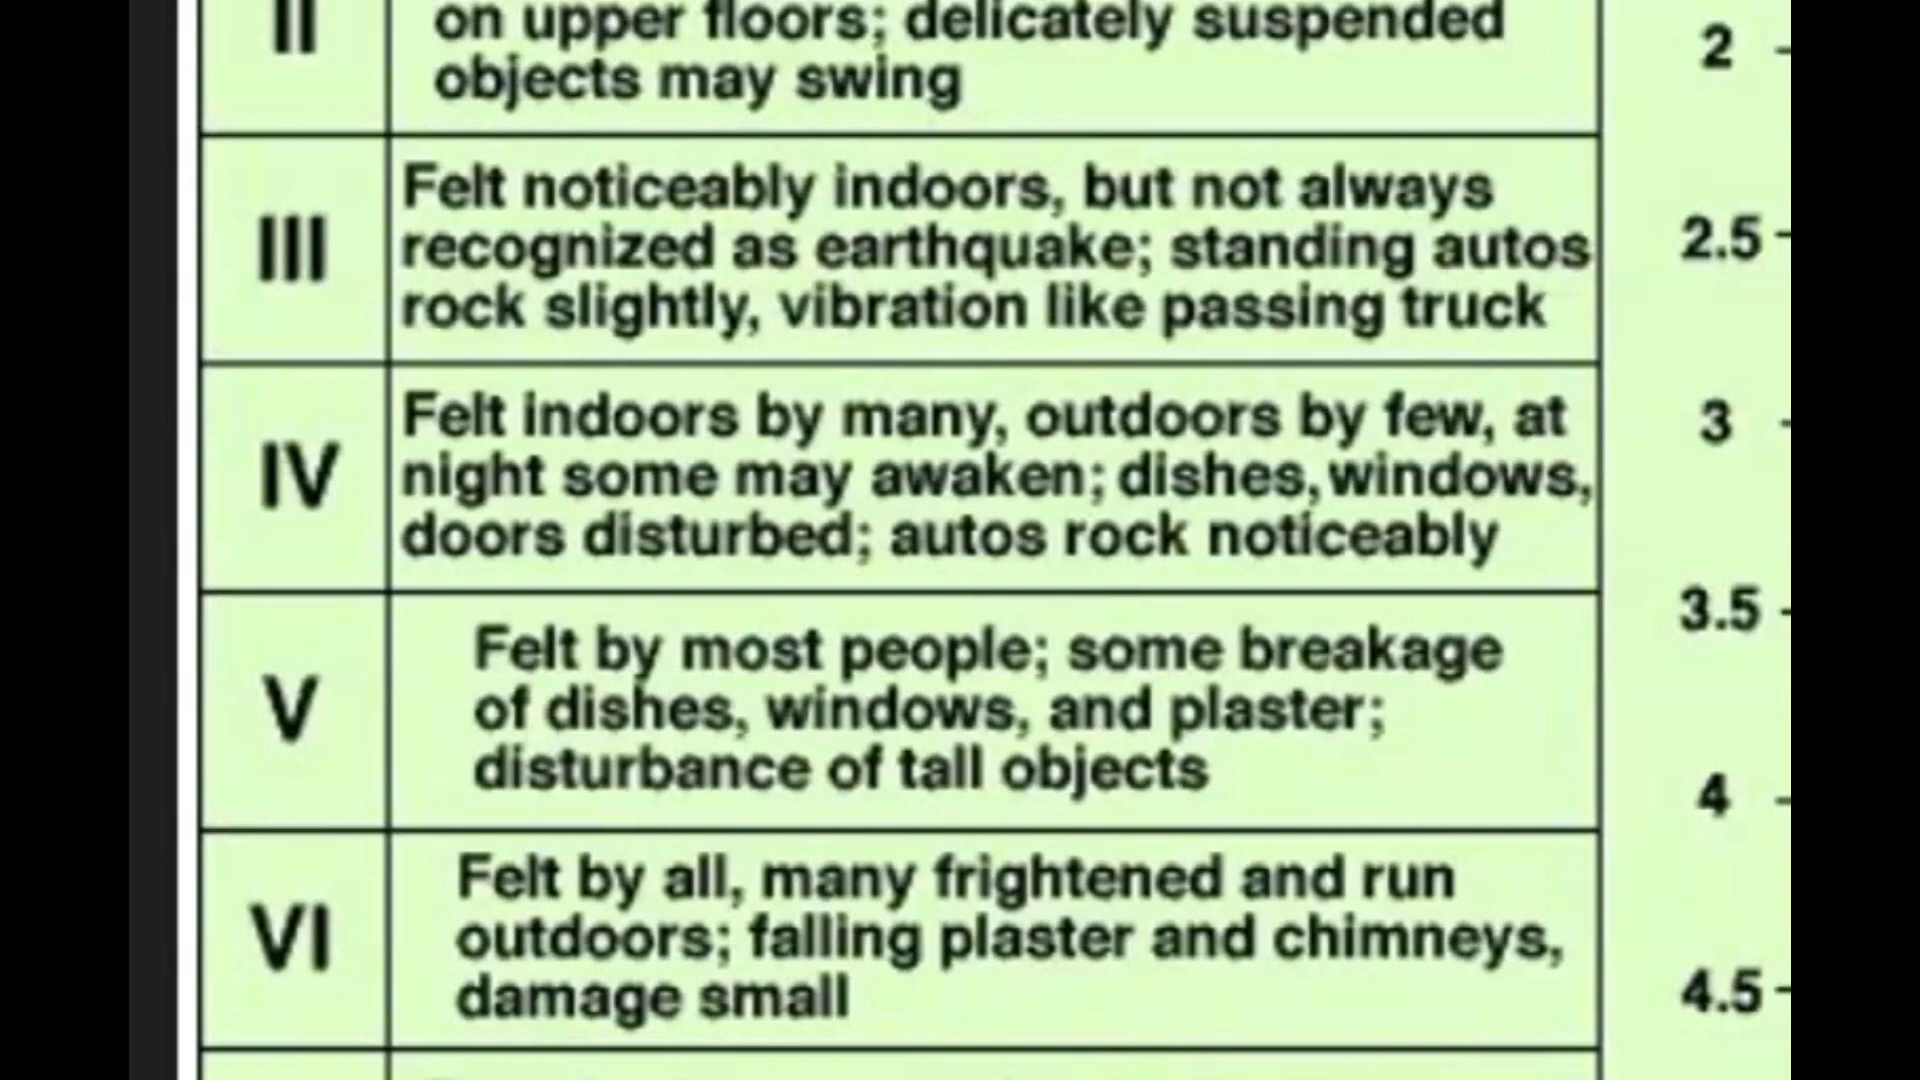 II
on upper floors; delicately suspended
objects may swing
2
III
Felt noticeably indoors, but not always
recognized as earthquake; standing autos
rock slightly, vibration like passing truck
2.5
IV
Felt indoors by many, outdoors by few, at
night some may awaken; dishes, windows,
doors disturbed; autos rock noticeably
3
V
Felt by most people; some breakage
of dishes, windows, and plaster;
disturbance of tall objects
3.5
4
VI
Felt by all, many frightened and run
outdoors; falling plaster and chimneys,
damage small
4.5